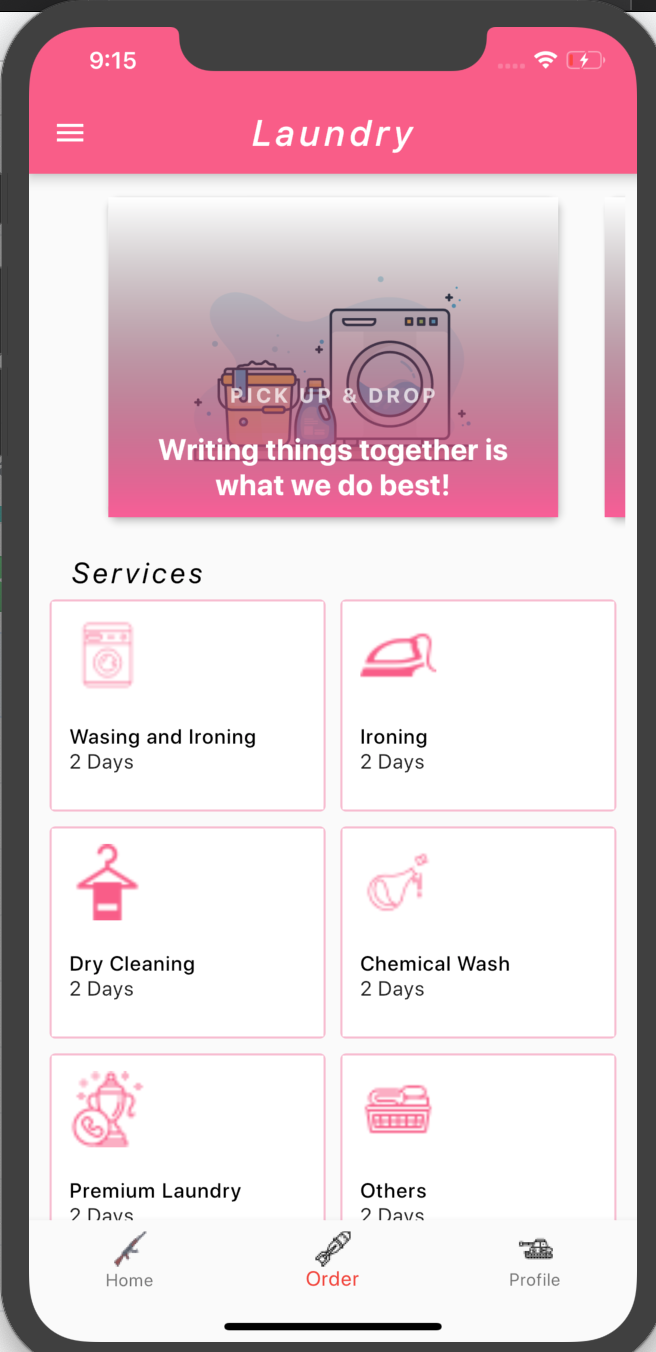 9:15
Laundry
PICK UP & DROP
Writing things together is
what we do best!
Services
Wasing and Ironing
2 Days
Ironing
2 Days
Dry Cleaning
2 Days
Chemical Wash
2 Days
Premium Laundry
2 Days
Others
2 Days
Home
Order
Profile